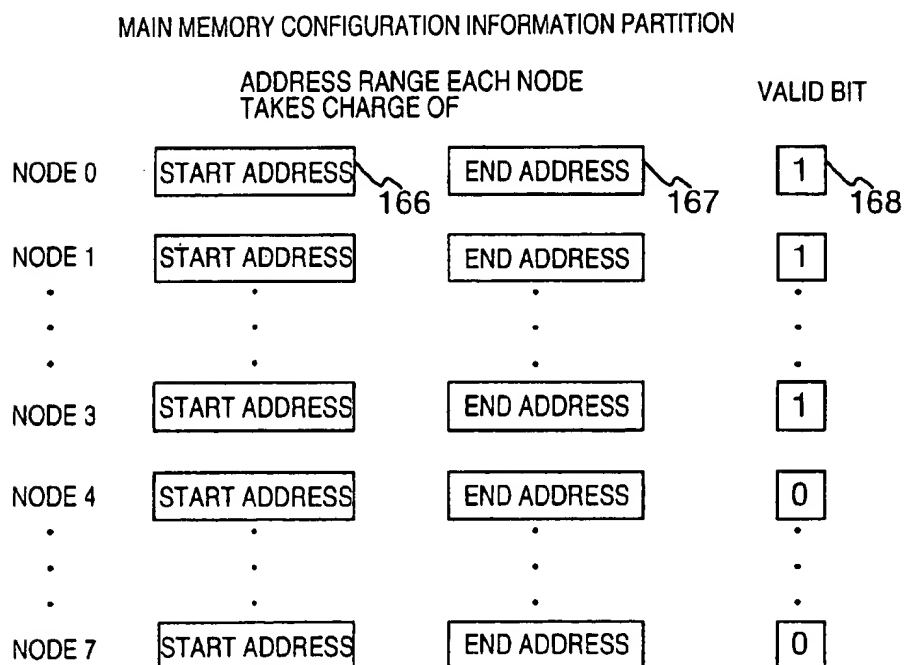 MAIN MEMORY CONFIGURATION INFORMATION PARTITION
ADDRESS RANGE EACH NODE
TAKES CHARGE OF
VALID BIT
NODE 0 START ADDRESS 166 END ADDRESS 167 1 168
NODE 1 START ADDRESS END ADDRESS 1
NODE 3 START ADDRESS END ADDRESS 1
NODE 4 START ADDRESS END ADDRESS 0
NODE 7 START ADDRESS END ADDRESS 0